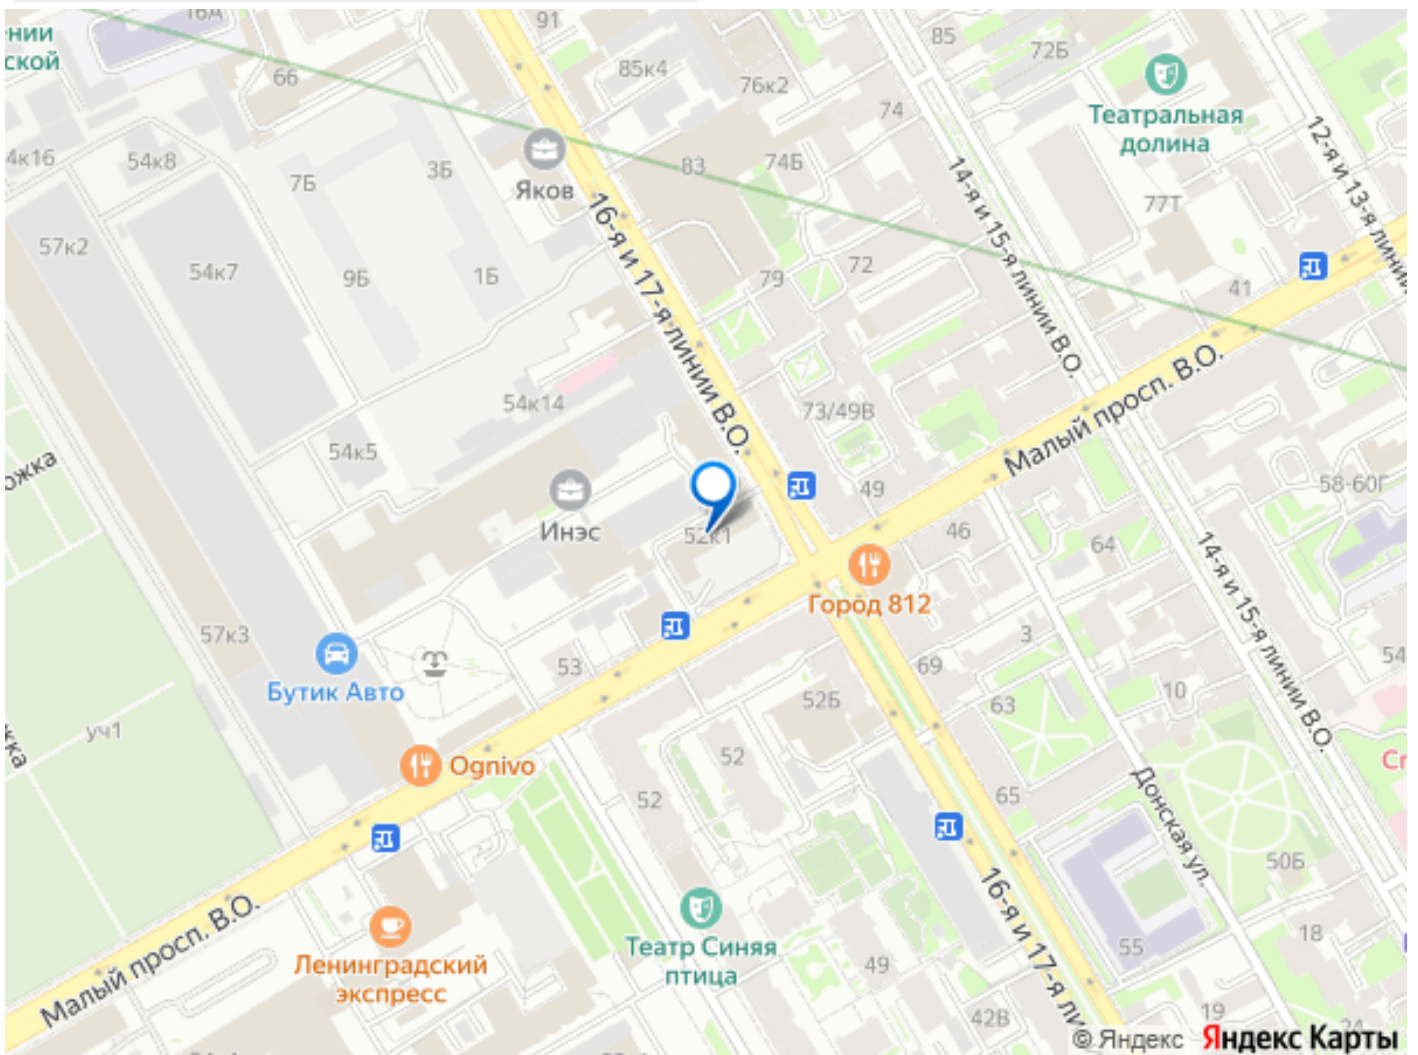 16А
91
85
72Б
нии
ской
66
85к4
76к2
74
Театральная
долина
12-я и 13-я линии
4к16
54к8
7Б
3Б
Яков
83
74Б
14-я и 15-я линии В.О.
77Т
16-я и 17-я линии В.О.
57к2
54к7
9Б
1Б
79
72
41
54к14
73/49В
Малый просп. В.О.
54к5
ожка
49
58-60Г
Инэс
52к1
46
64
14-я и 15-я линии В.О.
Город 812
57к3
53
3
69
54
Бутик Авто
52Б
63
10
уч1
жка
Ognivo
52
52
65
Донская ул.
50Б
16-я и 17-я ли
Малый просп. В.О.
Ленинградский
экспресс
Театр Синяя
птица
49
55
18
42В
19
24
© Яндекс Яндекс Карты